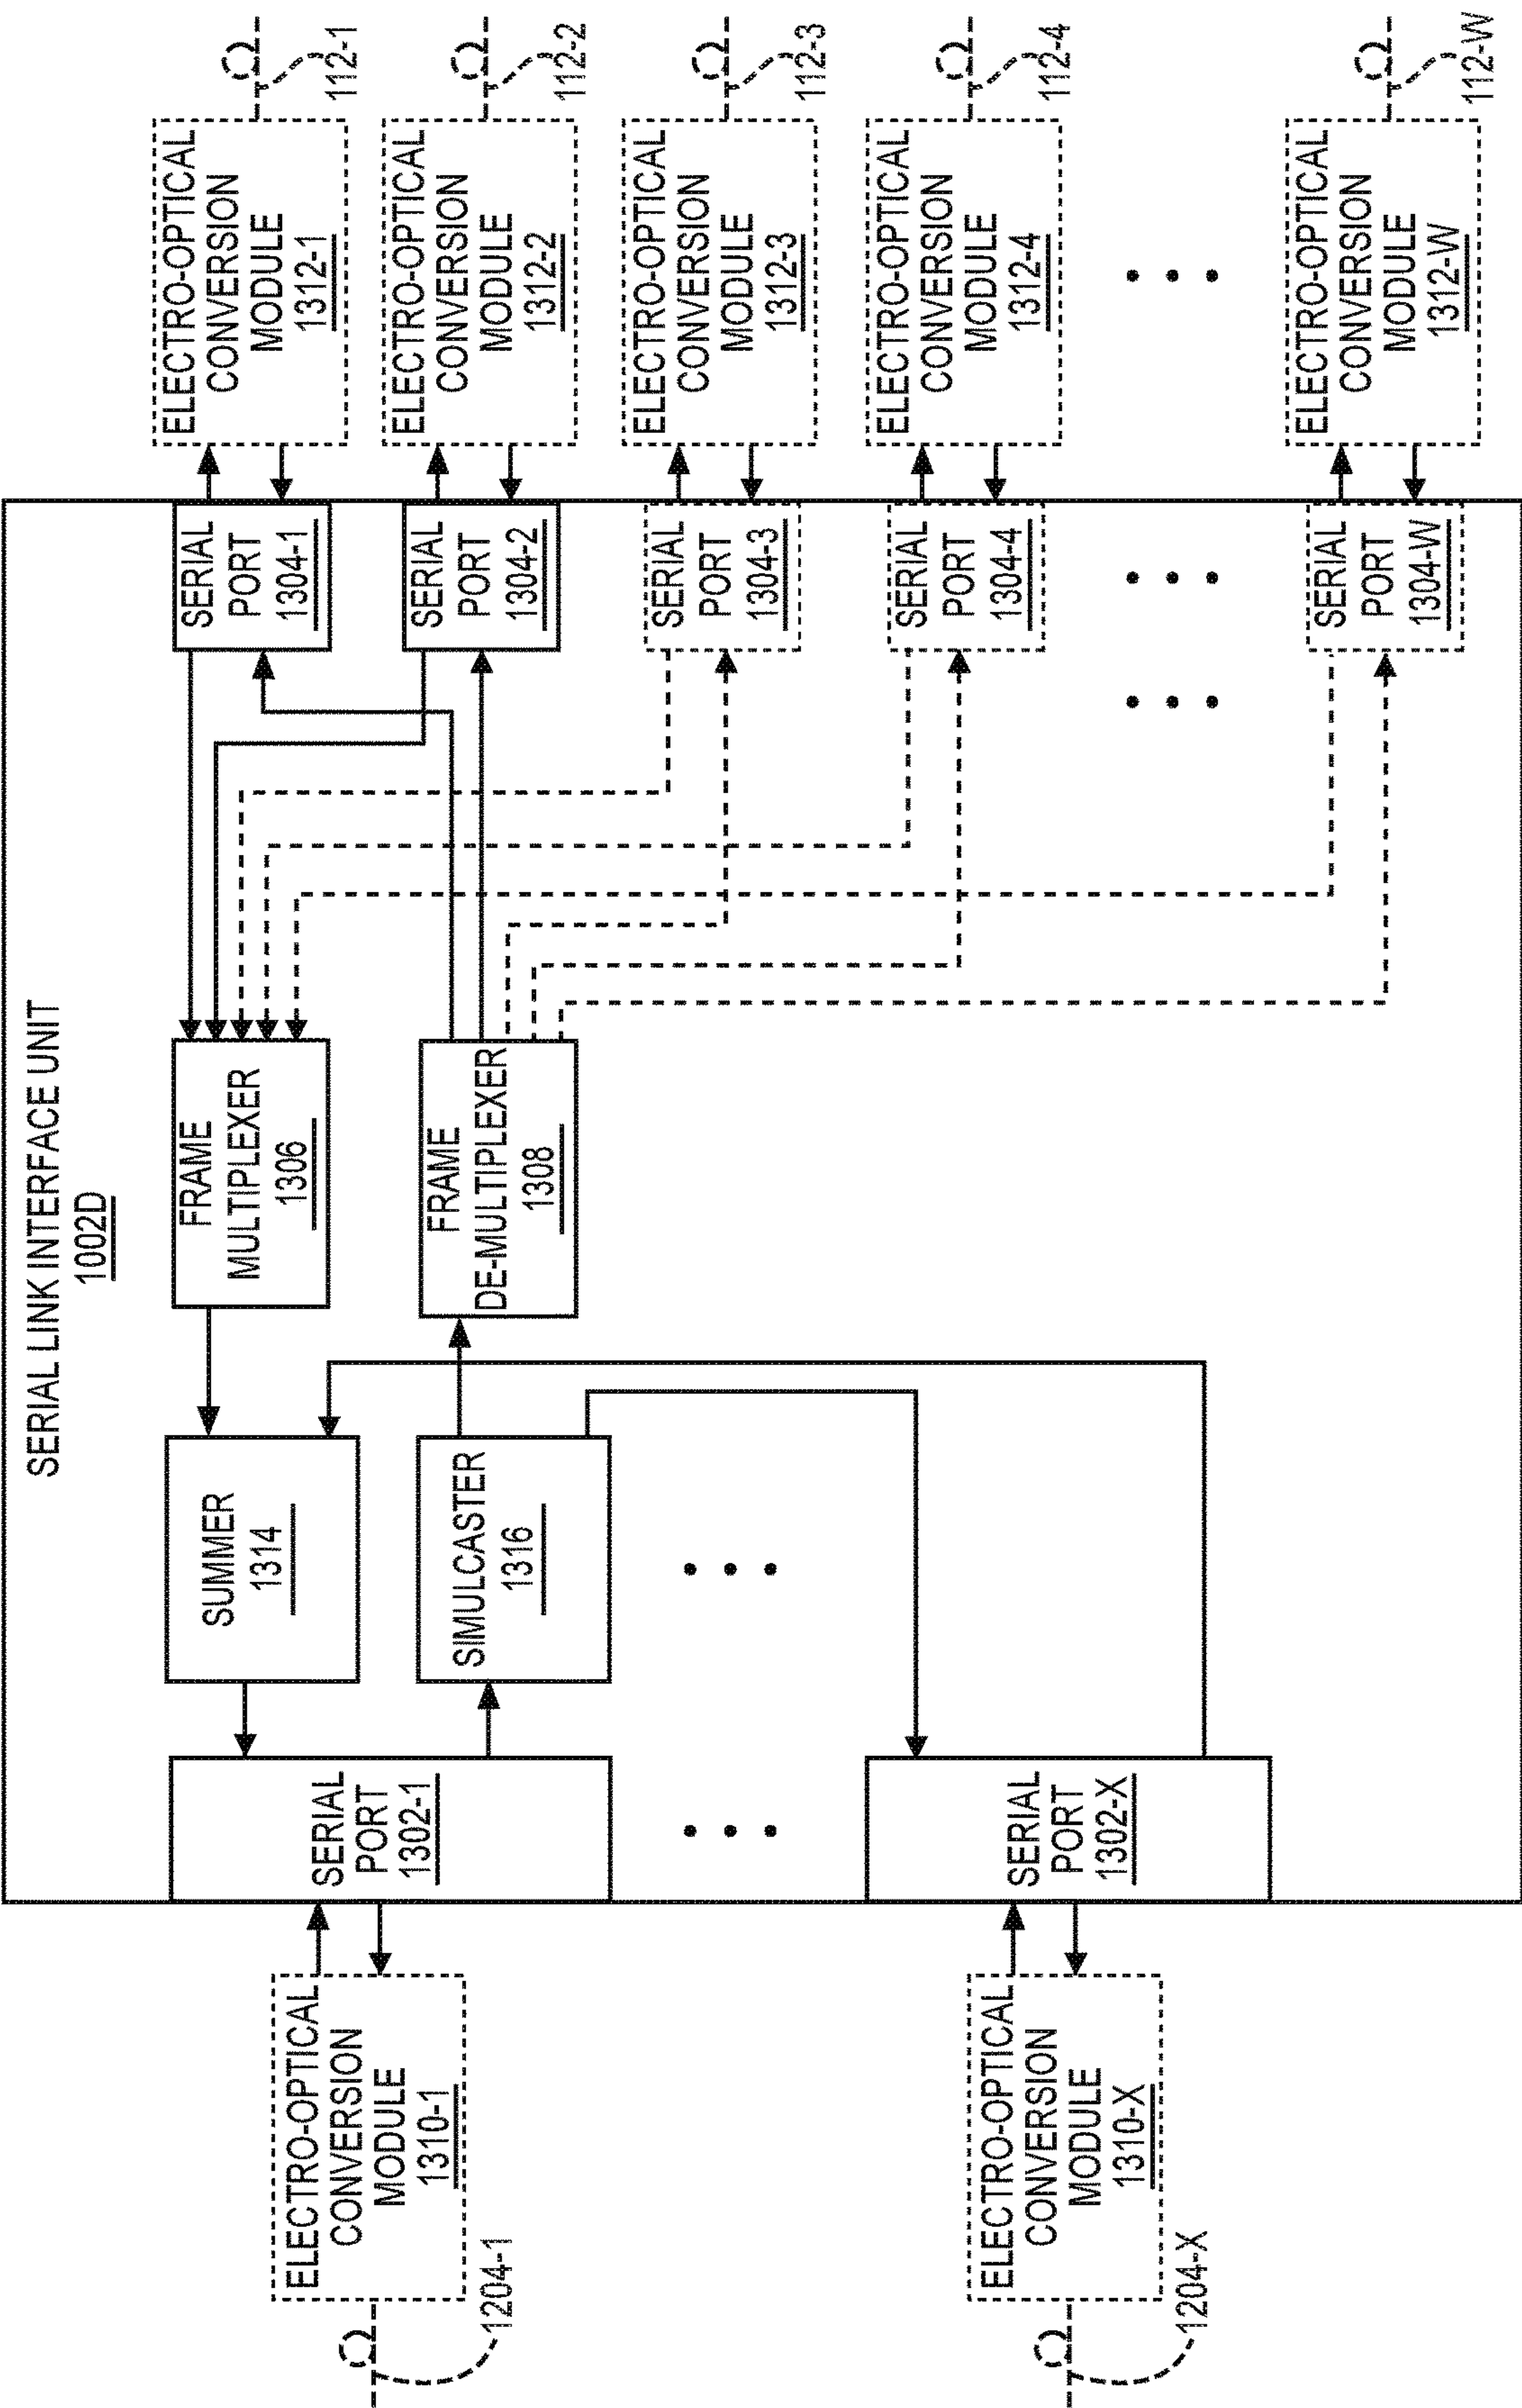 SERIAL LINK INTERFACE UNIT
1002D
ELECTRO-OPTICAL
CONVERSION
MODULE
1310-1
1204-1
ELECTRO-OPTICAL
CONVERSION
MODULE
1310-X
1204-X
SERIAL
PORT
1302-1
SERIAL
PORT
1302-X
SUMMER
1314
SIMULCASTER
1316
FRAME
MULTIPLEXER
1306
FRAME
DE-MULTIPLEXER
1308
SERIAL
PORT
1304-1
SERIAL
PORT
1304-2
SERIAL
PORT
1304-3
SERIAL
PORT
1304-4
SERIAL
PORT
1304-W
ELECTRO-OPTICAL
CONVERSION
MODULE
1312-1
112-1
ELECTRO-OPTICAL
CONVERSION
MODULE
1312-2
112-2
ELECTRO-OPTICAL
CONVERSION
MODULE
1312-3
112-3
ELECTRO-OPTICAL
CONVERSION
MODULE
1312-4
112-4
ELECTRO-OPTICAL
CONVERSION
MODULE
1312-W
112-W